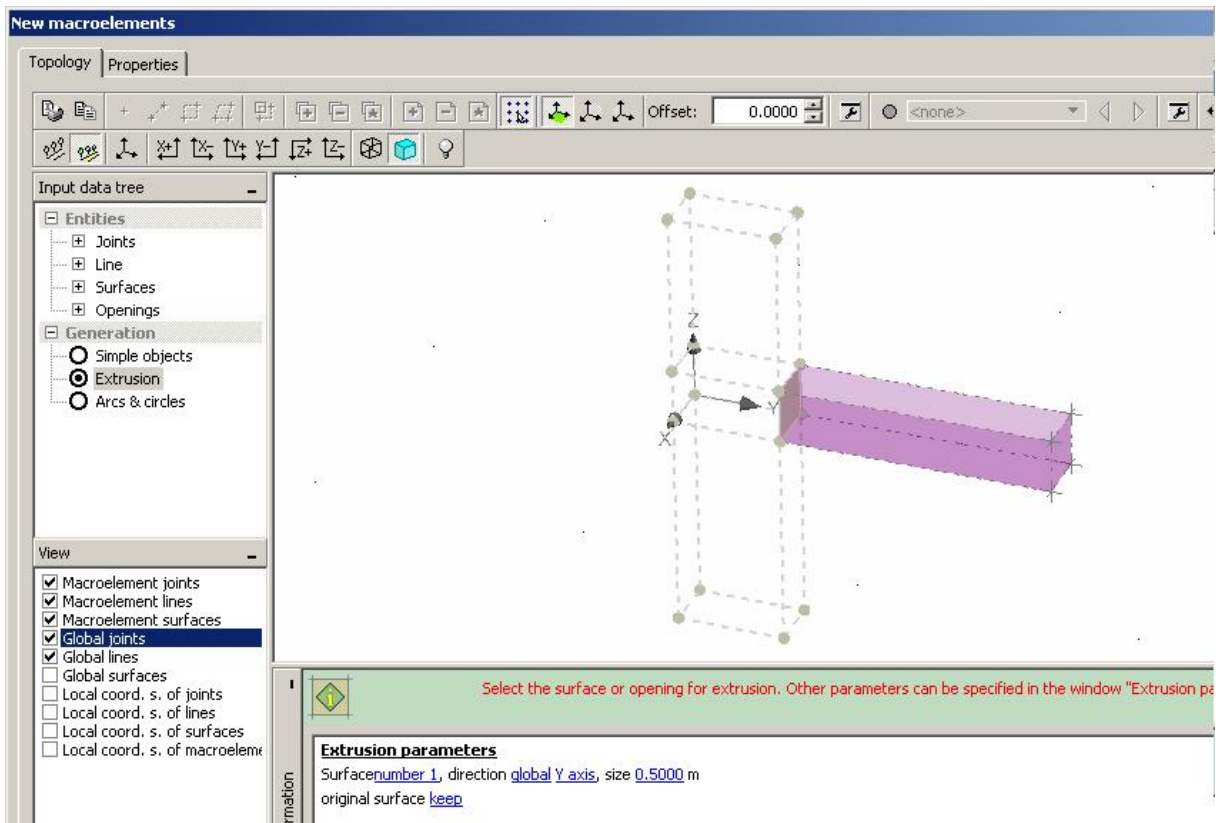 New macroelements
Topology Properties
Offset: 0.0000 <none>
X+ X- Y+ Y- Z+ Z-
Input data tree
Entities
Joints
Line
Surfaces
Openings
Generation
Simple objects
Extrusion
Arcs & circles
Z
Y
X
View
Macroelement joints
Macroelement lines
Macroelement surfaces
Global joints
Global lines
Global surfaces
Local coord. s. of joints
Local coord. s. of lines
Local coord. s. of surfaces
Local coord. s. of macroeleme
Select the surface or opening for extrusion. Other parameters can be specified in the window "Extrusion pa
Extrusion parameters
Surfacenumber 1, direction global Y axis, size 0.5000 m
original surface keep
rmation